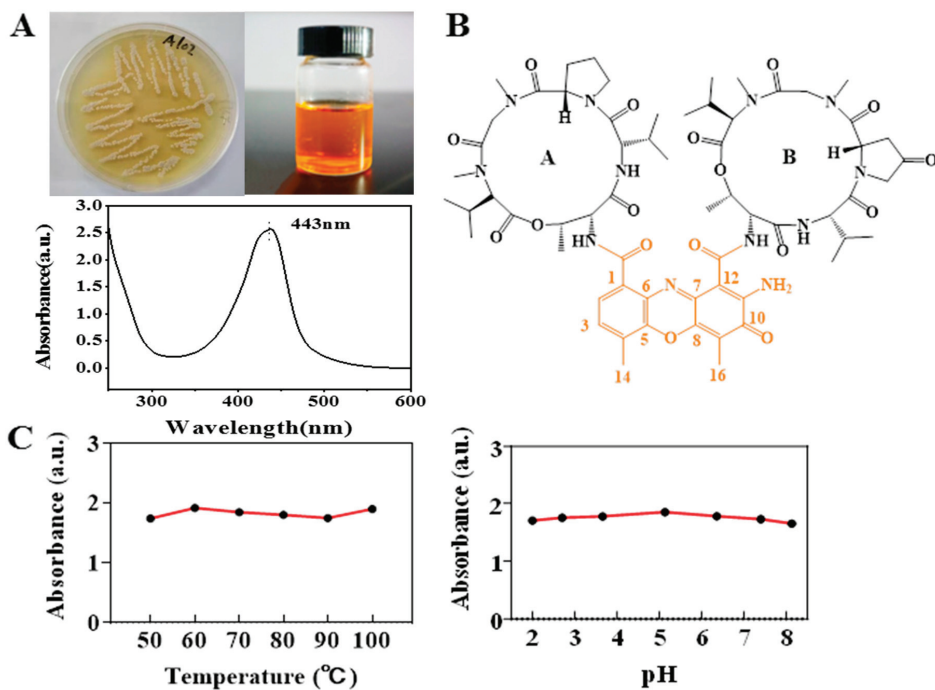 A
A102
3.0
2.5
2.0
1.5
1.0
0.5
0.0
Absorbance(a.u.)
443nm
300
400
500
600
Wavelength(nm)
B
O
N
O
N
H
O
N
O
N
A
NH
O
O
O
N
H
O
N
O
N
O
H
N
O
O
B
O
N
H
O
NH
O
O
1
12
6
N
7
NH2
3
10
5
O
8
O
14
16
C
3
2
1
0
Absorbance (a.u.)
50 60 70 80 90 100
Temperature (°C)
3
2
1
0
Absorbance (a.u.)
2 3 4 5 6 7 8
pH